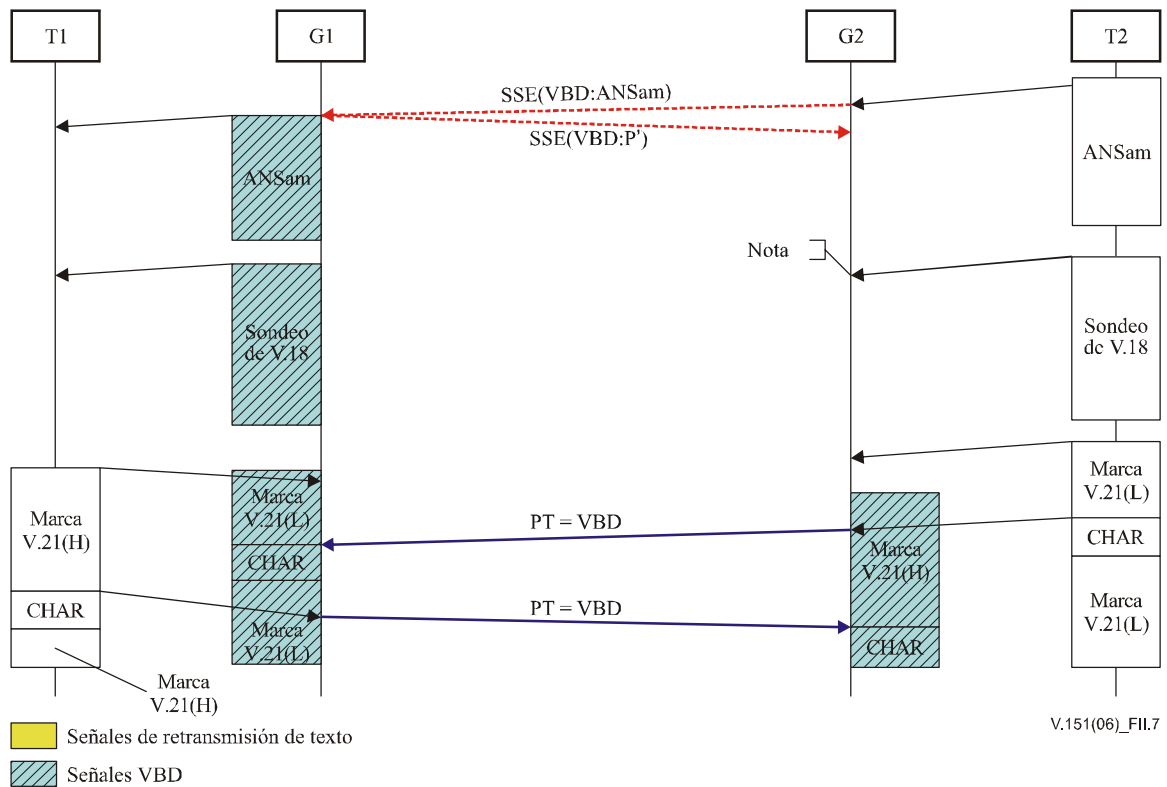 T1
G1
G2
T2
SSE(VBD:ANSam)
SSE(VBD:P')
ANSam
ANSam
Nota
Sondeo
de V.18
Sondeo
de V.18
Marca
V.21(H)
Marca
V.21(L)
Marca
V.21(L)
PT = VBD
Marca
V.21(H)
CHAR
CHAR
CHAR
PT = VBD
Marca
V.21(L)
Marca
V.21(L)
CHAR
Marca
V.21(H)
Señales de retransmisión de texto
Señales VBD
V.151(06)_FII.7